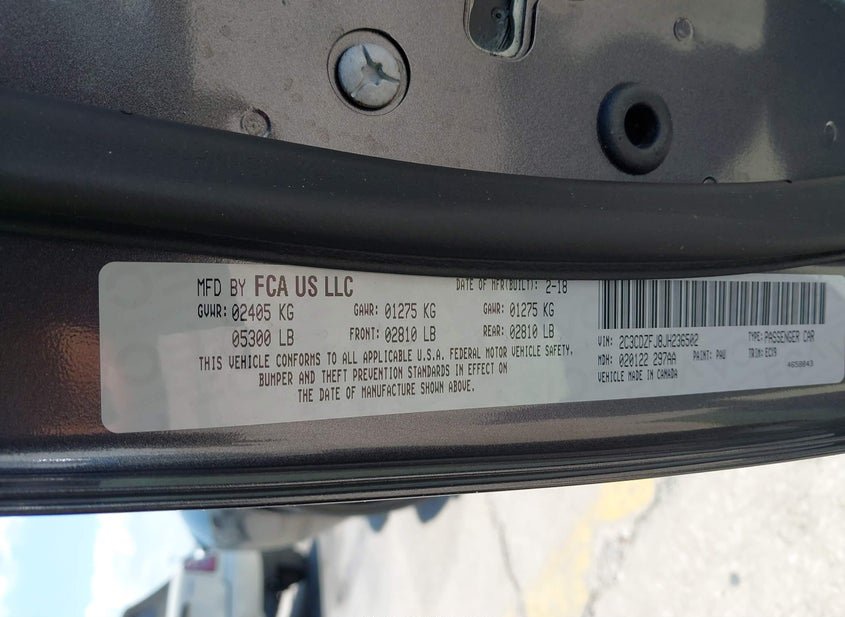 MFD BY FCA US LLC DATE OF MFR(BUILT): 2-18
GVWR: 02405 KG GAWR: 01275 KG GAWR: 01275 KG
05300 LB FRONT: 02810 LB REAR: 02810 LB
THIS VEHICLE CONFORMS TO ALL APPLICABLE U.S.A. FEDERAL MOTOR VEHICLE SAFETY,
BUMPER AND THEFT PREVENTION STANDARDS IN EFFECT ON
THE DATE OF MANUFACTURE SHOWN ABOVE.
VIN: 2C3CDZFJ8JH236502 TYPE: PASSENGER CAR
MDH: 020122 297AA PAINT: PAU TRIM: ECX9
VEHICLE MADE IN CANADA 4658043